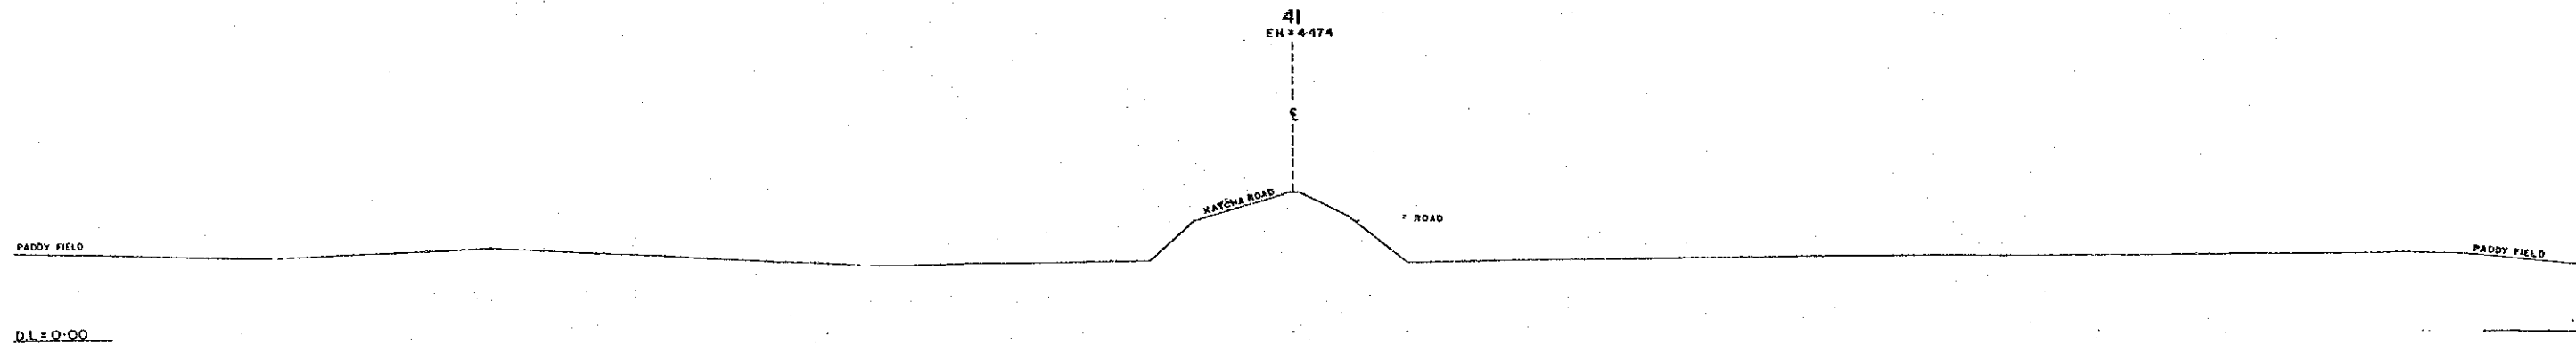 41
EH = 4.474
℄
KATCHA ROAD
= ROAD
PADDY FIELD
PADDY FIELD
D.L = 0.00